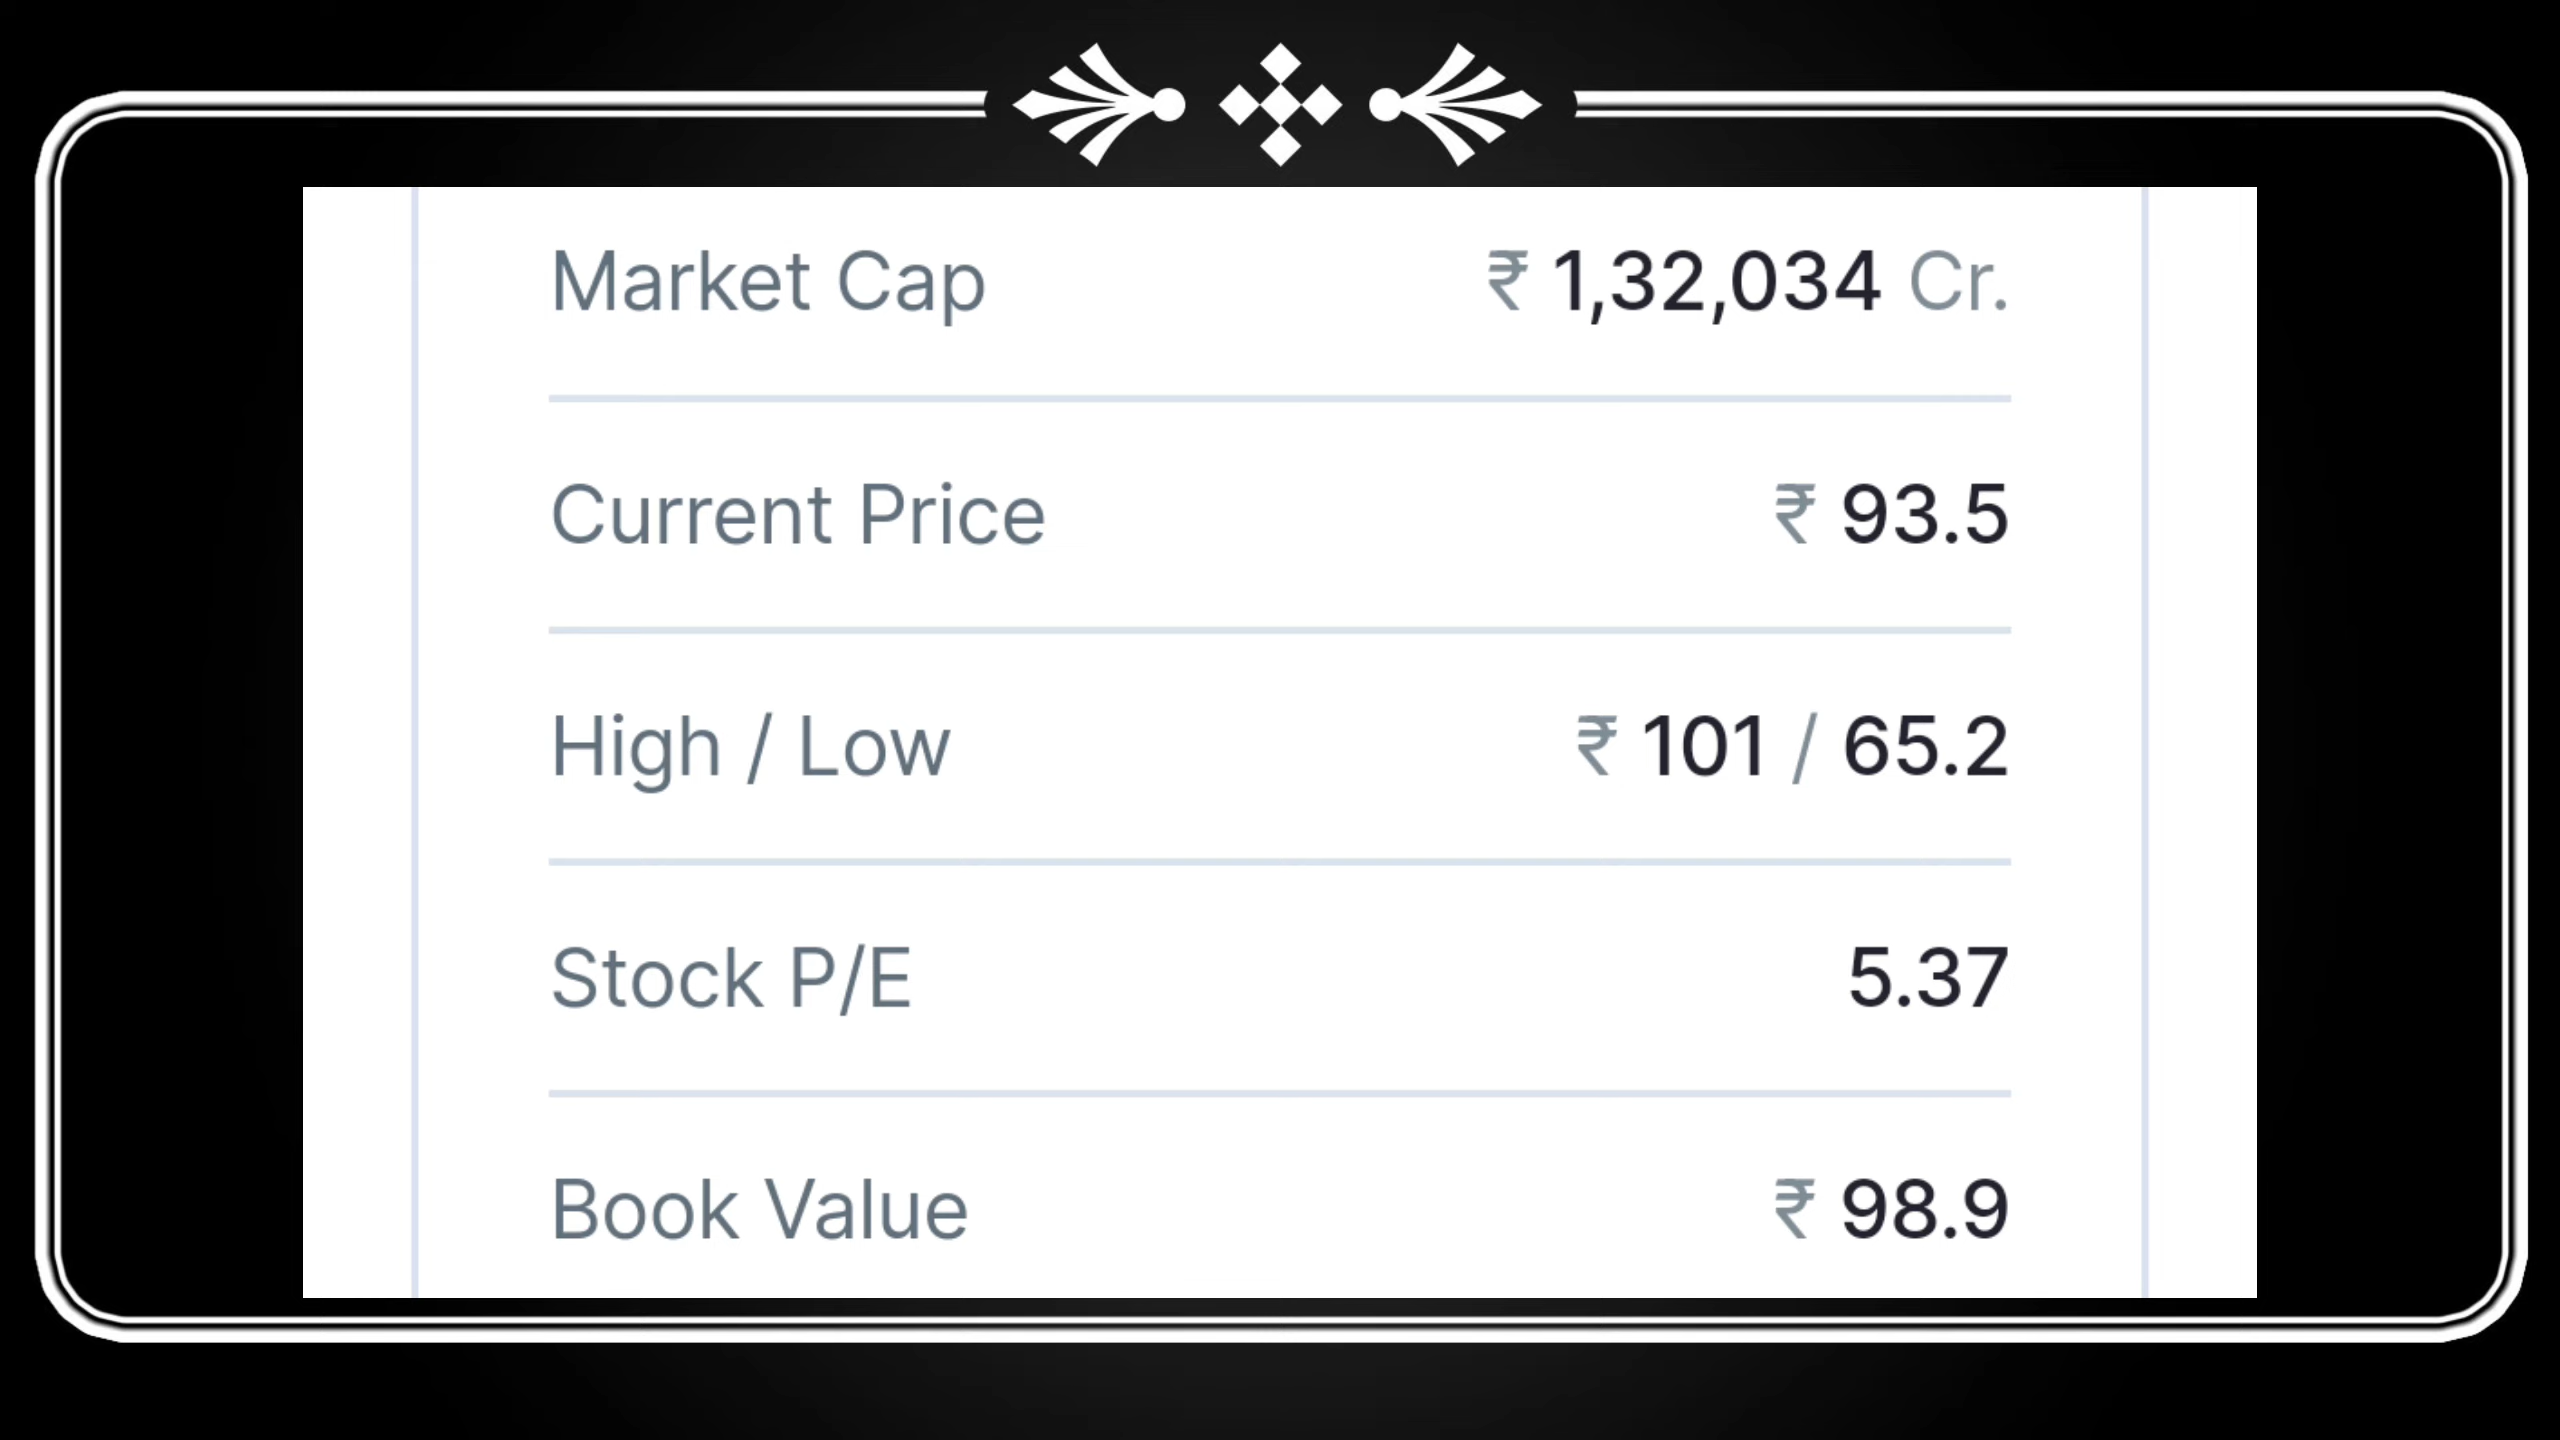 Market Cap ₹ 1,32,034 Cr.
Current Price ₹ 93.5
High / Low ₹ 101 / 65.2
Stock P/E 5.37
Book Value ₹ 98.9